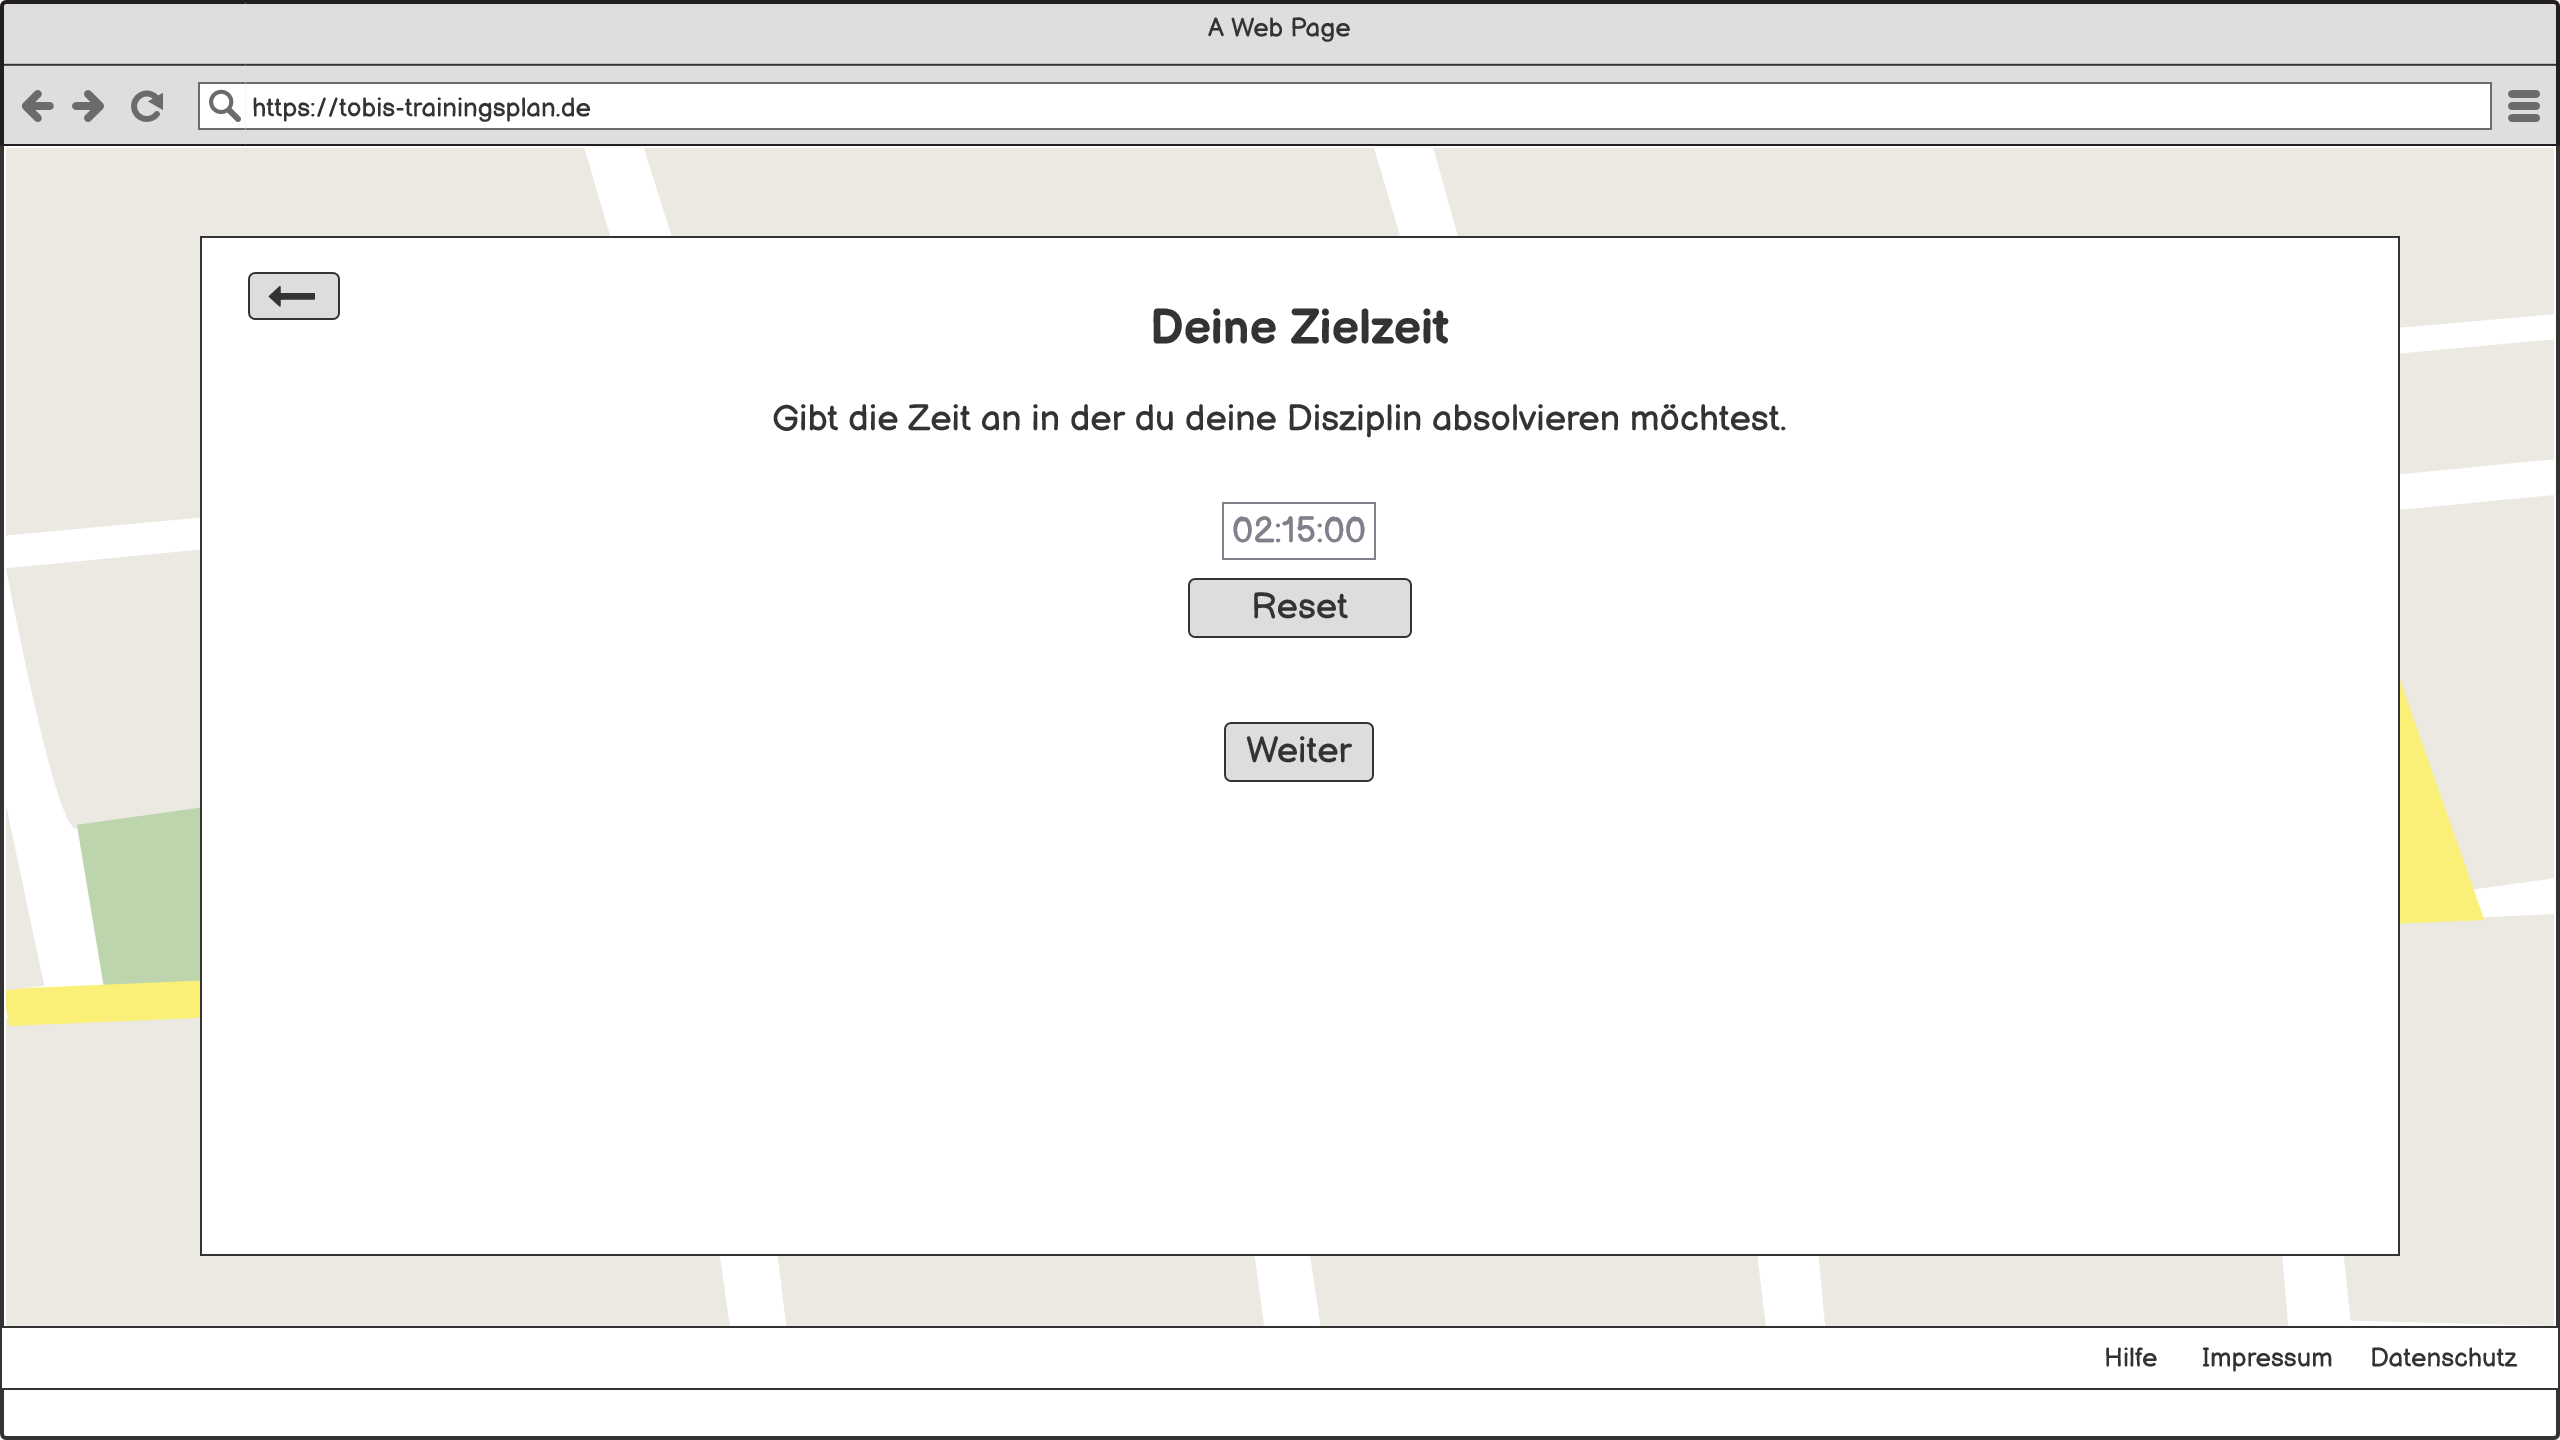 A Web Page
https://tobis-trainingsplan.de
Deine Zielzeit
Gibt die Zeit an in der du deine Disziplin absolvieren möchtest.
02:15:00
Reset
Weiter
Hilfe Impressum Datenschutz